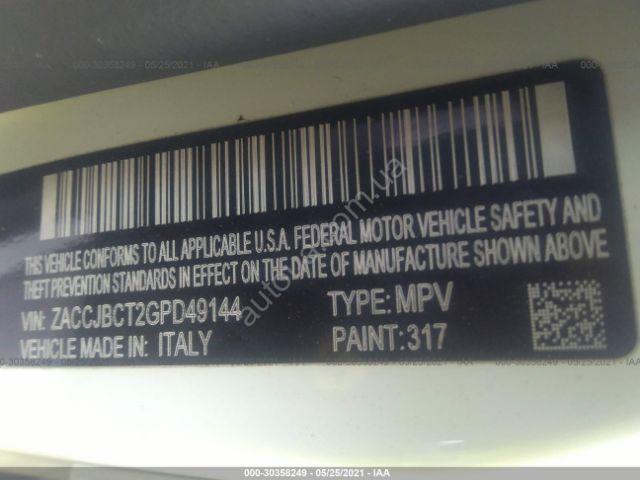 THIS VEHICLE CONFORMS TO ALL APPLICABLE U.S.A. FEDERAL MOTOR VEHICLE SAFETY AND
THEFT PREVENTION STANDARDS IN EFFECT ON THE DATE OF MANUFACTURE SHOWN ABOVE
VIN: ZACCJBCT2GPD49144 TYPE: MPV
VEHICLE MADE IN: ITALY PAINT: 317
000-30358249 - 05/25/2021 - IAA